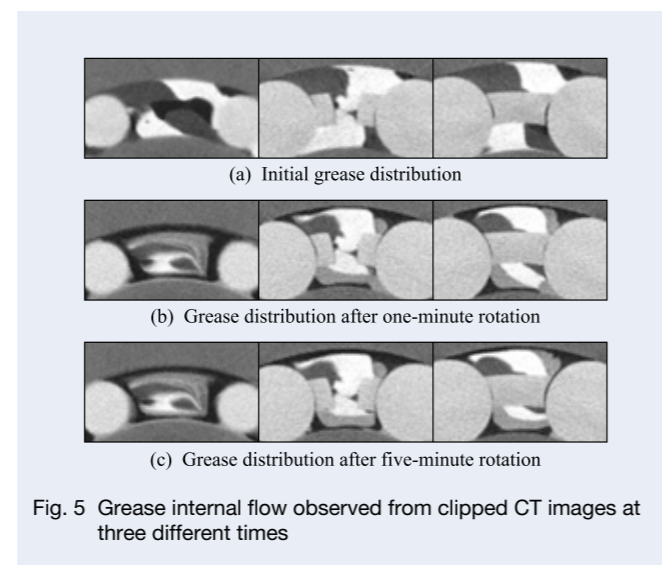 (a) Initial grease distribution
(b) Grease distribution after one-minute rotation
(c) Grease distribution after five-minute rotation
Fig. 5 Grease internal flow observed from clipped CT images at
three different times